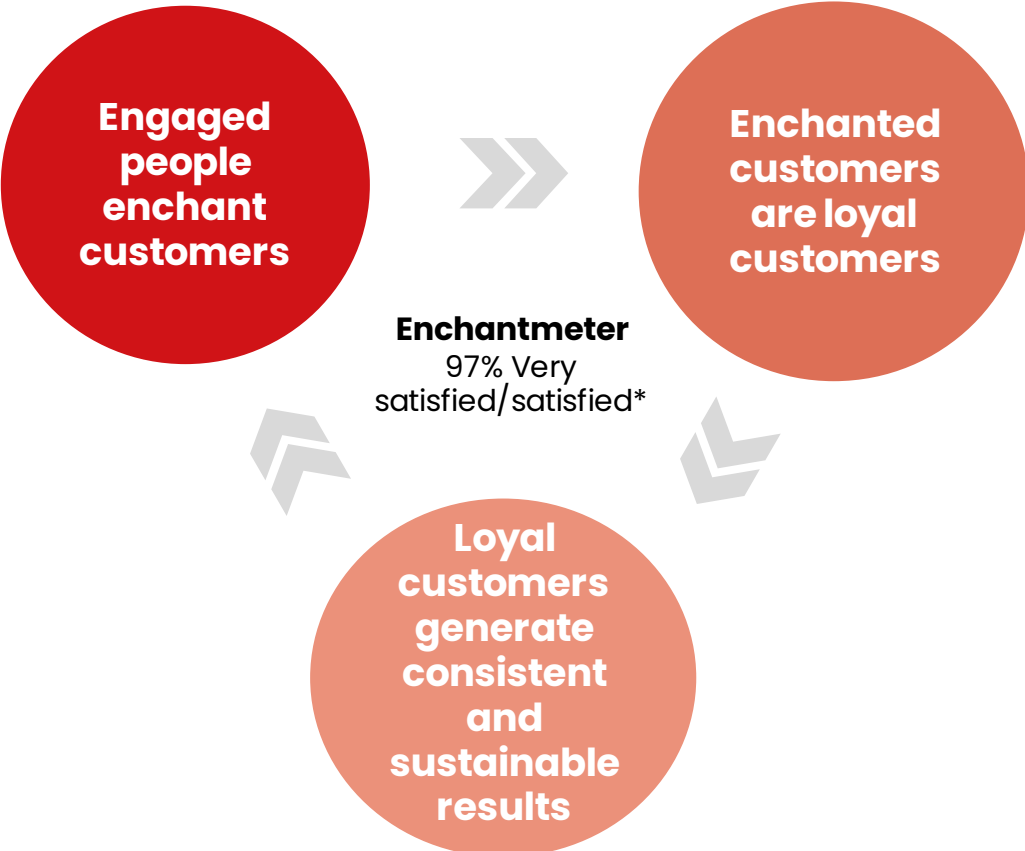 Engaged
people
enchant
customers
Enchanted
customers
are loyal
customers
Enchantmeter
97% Very
satisfied/satisfied*
Loyal
customers
generate
consistent
and
sustainable
results